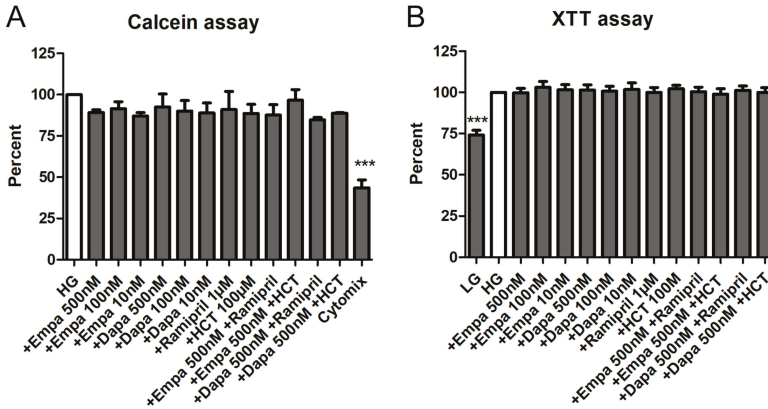 A
Calcein assay
Percent
125
100
75
50
25
0
***
HG
+Empa 500nM
+Empa 100nM
+Empa 10nM
+Dapa 500nM
+Dapa 100nM
+Dapa 10nM
+Ramipril 1µM
+HCT 100µM
+Empa 500nM +Ramipril
+Empa 500nM +HCT
+Dapa 500nM +Ramipril
+Dapa 500nM +HCT
Cytomix
B
XTT assay
Percent
125
100
75
50
25
0
***
LG
HG
+Empa 500nM
+Empa 100nM
+Empa 10nM
+Dapa 500nM
+Dapa 100nM
+Dapa 10nM
+Ramipril 1µM
+HCT 100M
+Empa 500nM +Ramipril
+Empa 500nM +HCT
+Dapa 500nM +Ramipril
+Dapa 500nM +HCT